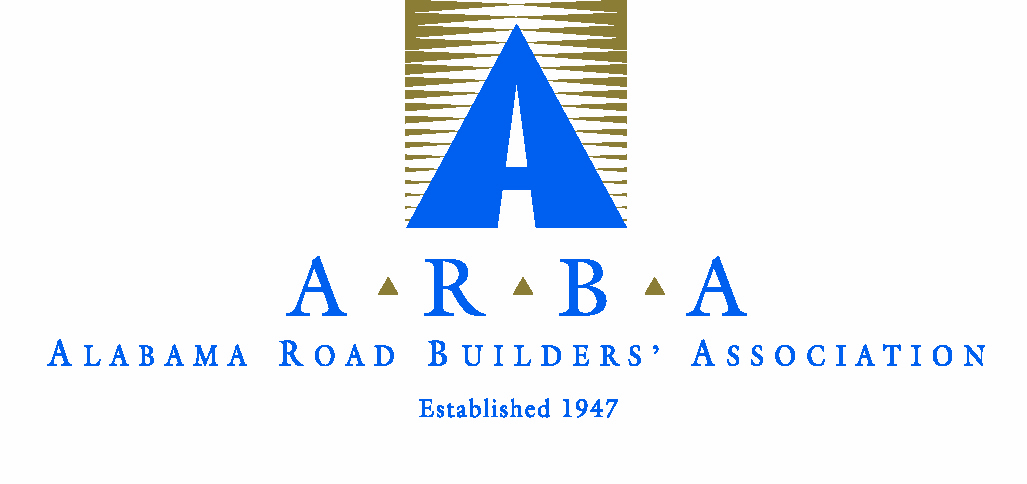 A
A ▲ R ▲ B ▲ A
ALABAMA ROAD BUILDERS’ ASSOCIATION
Established 1947